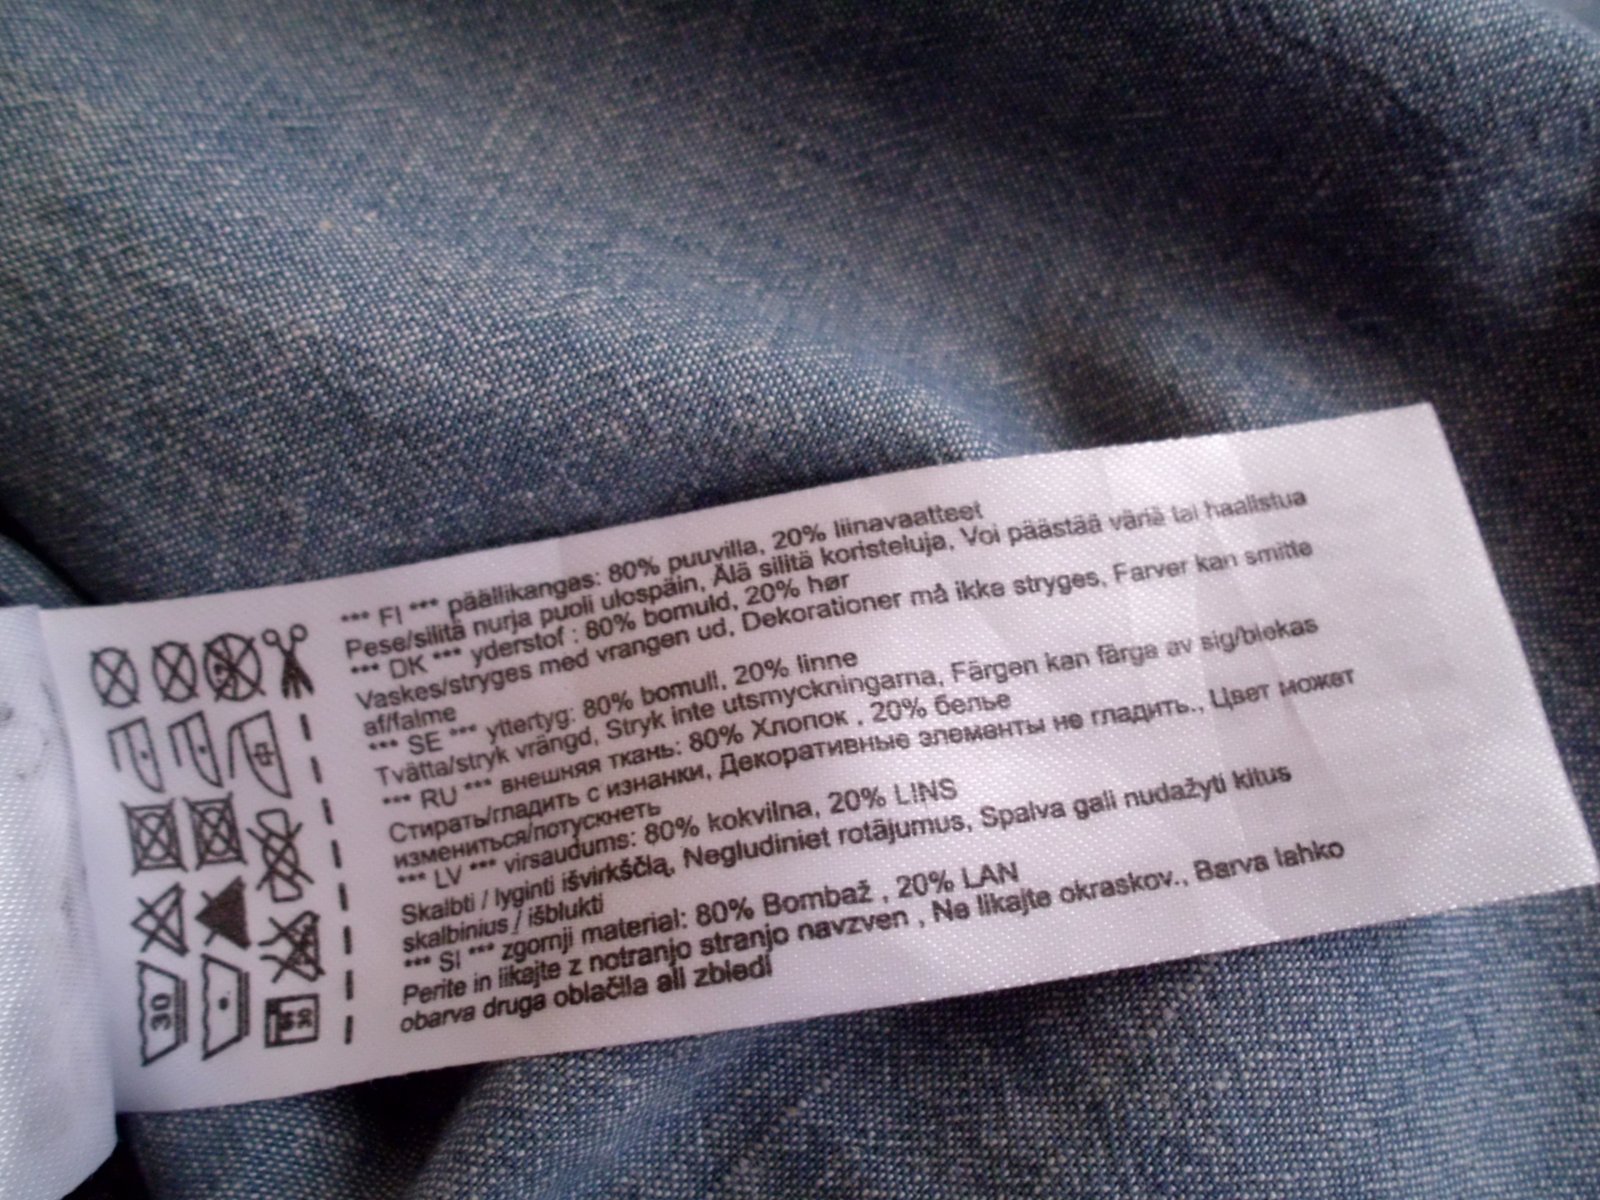 *** FI *** päällikangas: 80% puuvilla, 20% liinavaatteet
Pese/silitä nurja puoli ulospäin, Älä silitä koristeluja, Voi päästää väriä tai haalistua
*** DK *** yderstof : 80% bomuld, 20% hør
Vaskes/stryges med vrangen ud, Dekorationer må ikke stryges, Farver kan smitte
af/falme
*** SE *** yttertyg: 80% bomull, 20% linne
Tvätta/stryk vrängd, Stryk inte utsmyckningarna, Färgen kan färga av sig/blekas
*** RU *** внешняя ткань: 80% Хлопок , 20% белье
Стирать/гладить с изнанки, Декоративные элементы не гладить., Цвет может
измениться/потускнеть
*** LV *** virsaudums: 80% kokvilna, 20% LINS
Skalbti / lyginti išvirkščią, Negludiniet rotājumus, Spalva gali nudažyti kitus
skalbinius / išblukti
*** SI *** zgornji material: 80% Bombaž , 20% LAN
Perite in likajte z notranjo stranjo navzven , Ne likajte okraskov., Barva lahko
obarva druga oblačila ali zbledi
30